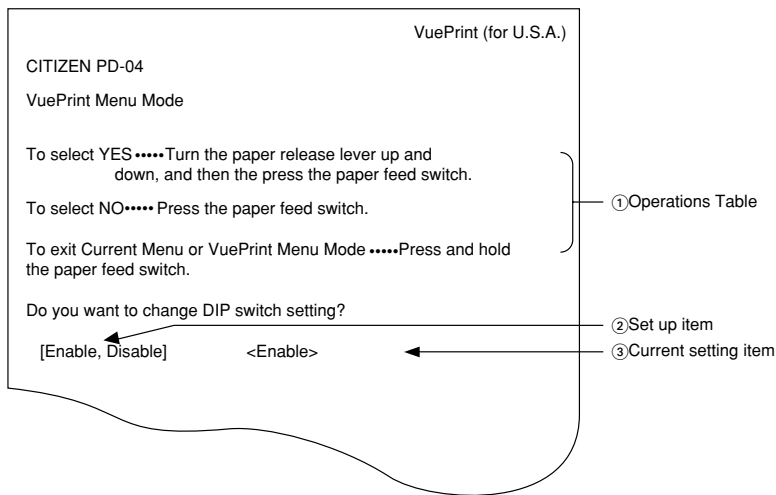 VuePrint (for U.S.A.)
CITIZEN PD-04
VuePrint Menu Mode
To select YES •••••Turn the paper release lever up and
down, and then the press the paper feed switch.
To select NO••••• Press the paper feed switch.
①Operations Table
To exit Current Menu or VuePrint Menu Mode •••••Press and hold
the paper feed switch.
Do you want to change DIP switch setting?
②Set up item
[Enable, Disable] <Enable>
③Current setting item